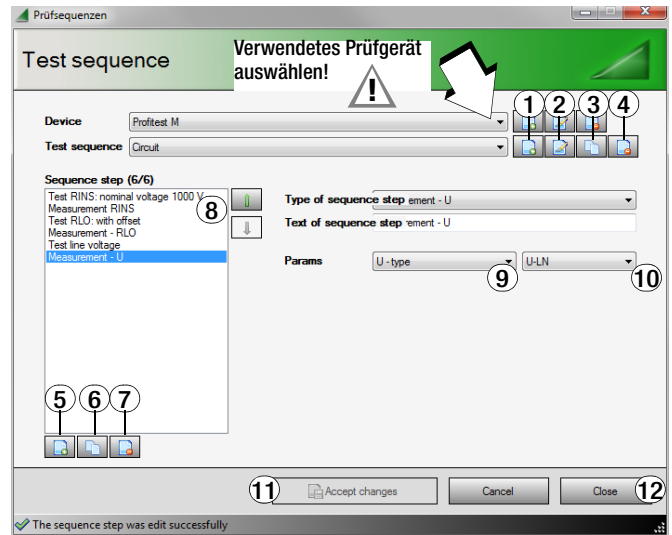 Prüfsequenzen
Test sequence
Verwendetes Prüfgerät
auswählen!
!
1 2 3 4
Device Profitest M
Test sequence Circuit
Sequence step (6/6)
Test RINS: nominal voltage 1000 V
Measurement RINS
Test RLO: with offset
Measurement - RLO
Test line voltage
Measurement - U
8
Type of sequence step ement - U
Text of sequence step ement - U
Params U - type U-LN
9 10
5 6 7
11 Accept changes Cancel Close 12
The sequence step was edit successfully